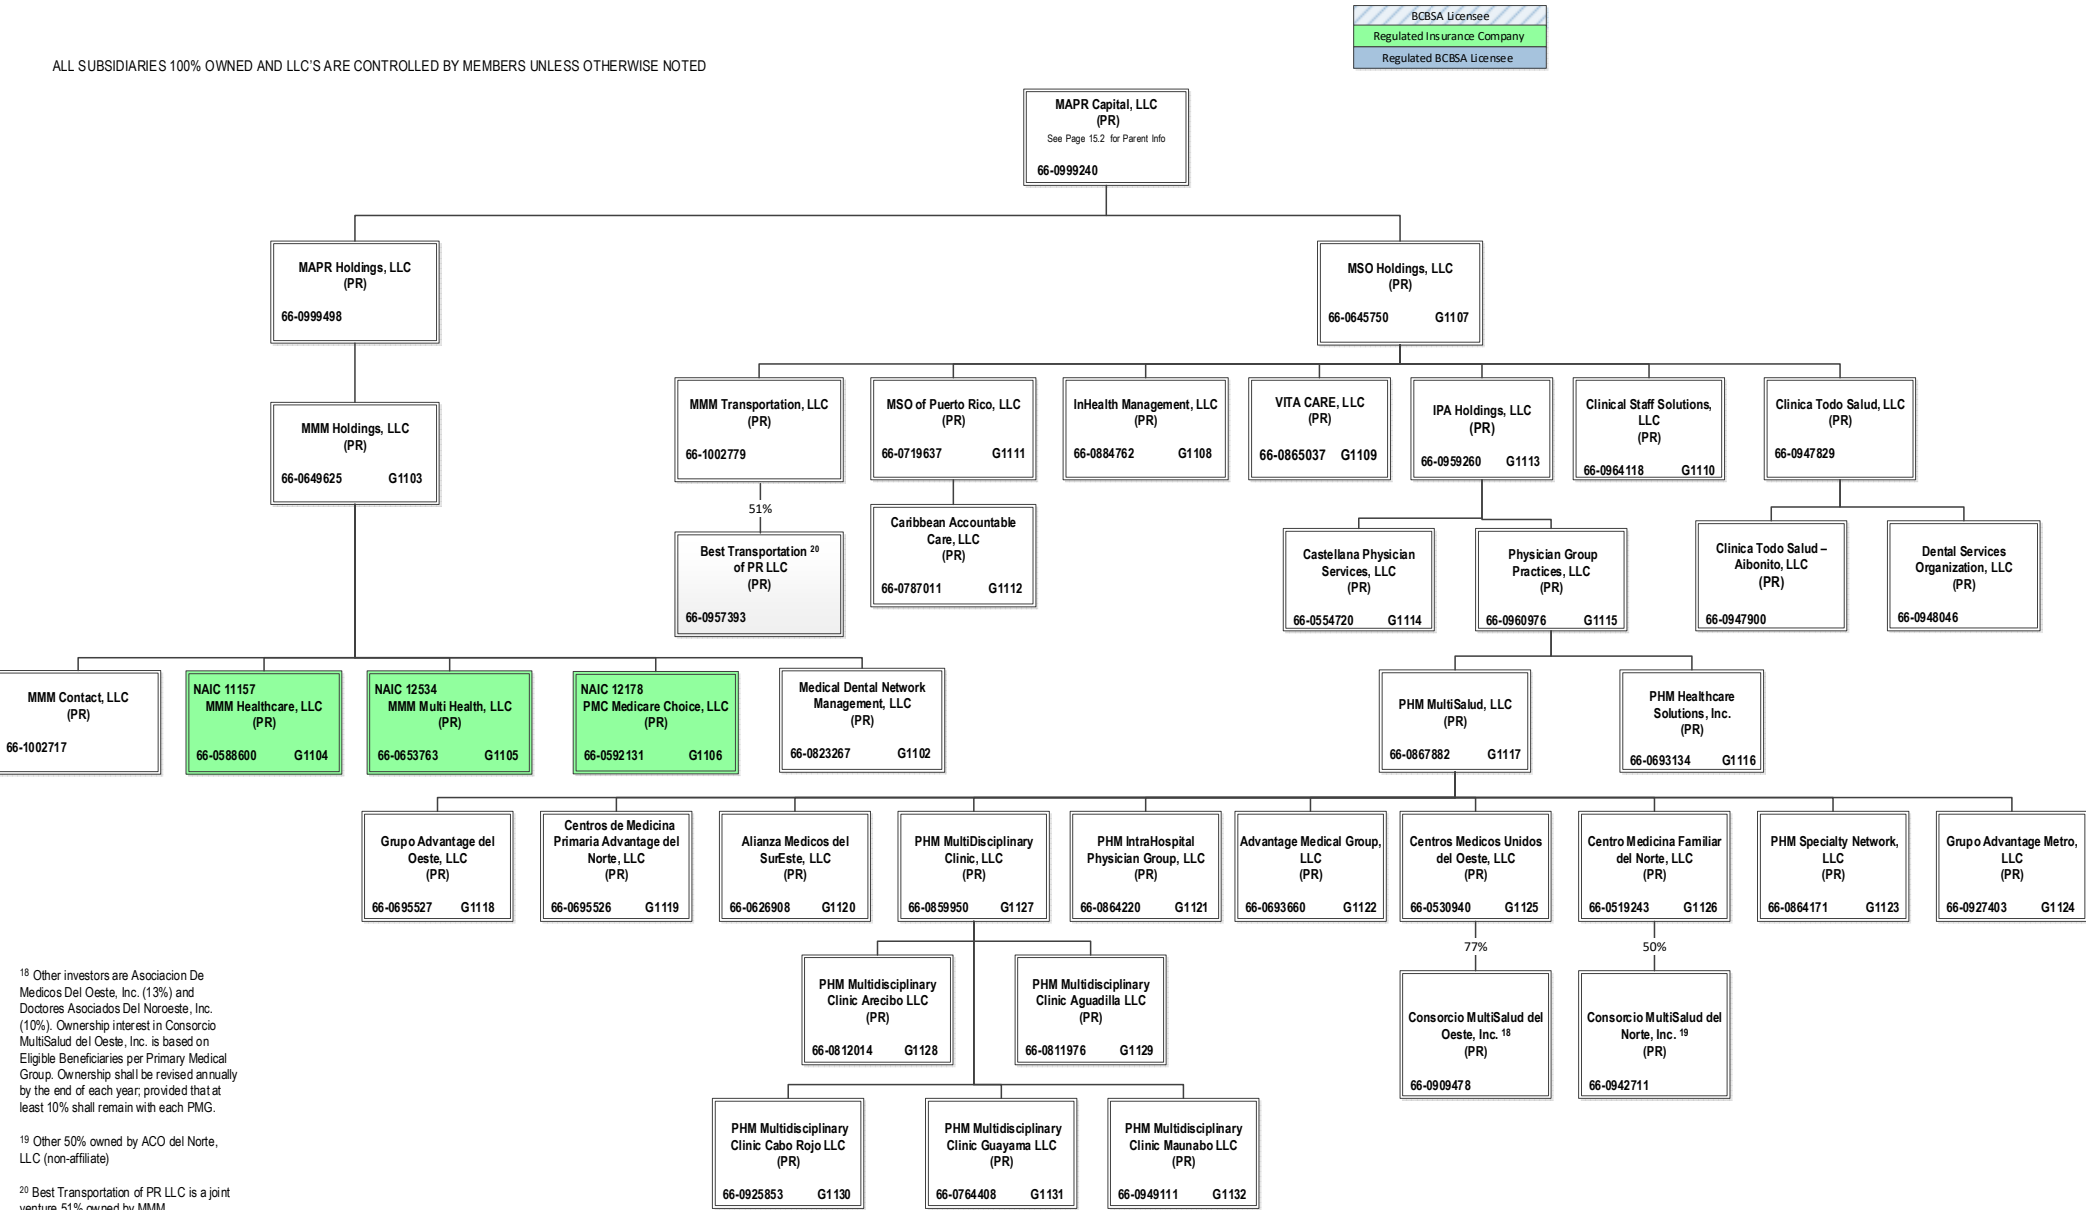 BCBSA Licensee
Regulated Insurance Company
Regulated BCBSA Licensee
ALL SUBSIDIARIES 100% OWNED AND LLC'S ARE CONTROLLED BY MEMBERS UNLESS OTHERWISE NOTED
MAPR Capital, LLC
(PR)
See Page 15.2 for Parent Info
66-0999240
MAPR Holdings, LLC
(PR)
66-0999498
MSO Holdings, LLC
(PR)
66-0645750 G1107
MMM Holdings, LLC
(PR)
66-0649625 G1103
MMM Transportation, LLC
(PR)
66-1002779
MSO of Puerto Rico, LLC
(PR)
66-0719637 G1111
InHealth Management, LLC
(PR)
66-0884762 G1108
VITA CARE, LLC
(PR)
66-0865037 G1109
IPA Holdings, LLC
(PR)
66-0959260 G1113
Clinical Staff Solutions,
LLC
(PR)
66-0964118 G1110
Clinica Todo Salud, LLC
(PR)
66-0947829
51%
Best Transportation 20
of PR LLC
(PR)
66-0957393
Caribbean Accountable
Care, LLC
(PR)
66-0787011 G1112
Castellana Physician
Services, LLC
(PR)
66-0554720 G1114
Physician Group
Practices, LLC
(PR)
66-0960976 G1115
Clinica Todo Salud –
Aibonito, LLC
(PR)
66-0947900
Dental Services
Organization, LLC
(PR)
66-0948046
MMM Contact, LLC
(PR)
66-1002717
NAIC 11157
MMM Healthcare, LLC
(PR)
66-0588600 G1104
NAIC 12534
MMM Multi Health, LLC
(PR)
66-0653763 G1105
NAIC 12178
PMC Medicare Choice, LLC
(PR)
66-0592131 G1106
Medical Dental Network
Management, LLC
(PR)
66-0823267 G1102
PHM MultiSalud, LLC
(PR)
66-0867882 G1117
PHM Healthcare
Solutions, Inc.
(PR)
66-0693134 G1116
Grupo Advantage del
Oeste, LLC
(PR)
66-0695527 G1118
Centros de Medicina
Primaria Advantage del
Norte, LLC
(PR)
66-0695526 G1119
Alianza Medicos del
SurEste, LLC
(PR)
66-0626908 G1120
PHM MultiDisciplinary
Clinic, LLC
(PR)
66-0859950 G1127
PHM IntraHospital
Physician Group, LLC
(PR)
66-0864220 G1121
Advantage Medical Group,
LLC
(PR)
66-0693660 G1122
Centros Medicos Unidos
del Oeste, LLC
(PR)
66-0530940 G1125
Centro Medicina Familiar
del Norte, LLC
(PR)
66-0519243 G1126
PHM Specialty Network,
LLC
(PR)
66-0864171 G1123
Grupo Advantage Metro,
LLC
(PR)
66-0927403 G1124
77%
50%
PHM Multidisciplinary
Clinic Arecibo LLC
(PR)
66-0812014 G1128
PHM Multidisciplinary
Clinic Aguadilla LLC
(PR)
66-0811976 G1129
Consorcio MultiSalud del
Oeste, Inc. 18
(PR)
66-0909478
Consorcio MultiSalud del
Norte, Inc. 19
(PR)
66-0942711
PHM Multidisciplinary
Clinic Cabo Rojo LLC
(PR)
66-0925853 G1130
PHM Multidisciplinary
Clinic Guayama LLC
(PR)
66-0764408 G1131
PHM Multidisciplinary
Clinic Maunabo LLC
(PR)
66-0949111 G1132
18 Other investors are Asociacion De
Medicos Del Oeste, Inc. (13%) and
Doctores Asociados Del Noroeste, Inc.
(10%). Ownership interest in Consorcio
MultiSalud del Oeste, Inc. is based on
Eligible Beneficiaries per Primary Medical
Group. Ownership shall be revised annually
by the end of each year; provided that at
least 10% shall remain with each PMG.
19 Other 50% owned by ACO del Norte,
LLC (non-affiliate)
20 Best Transportation of PR LLC is a joint
venture 51% owned by MMM